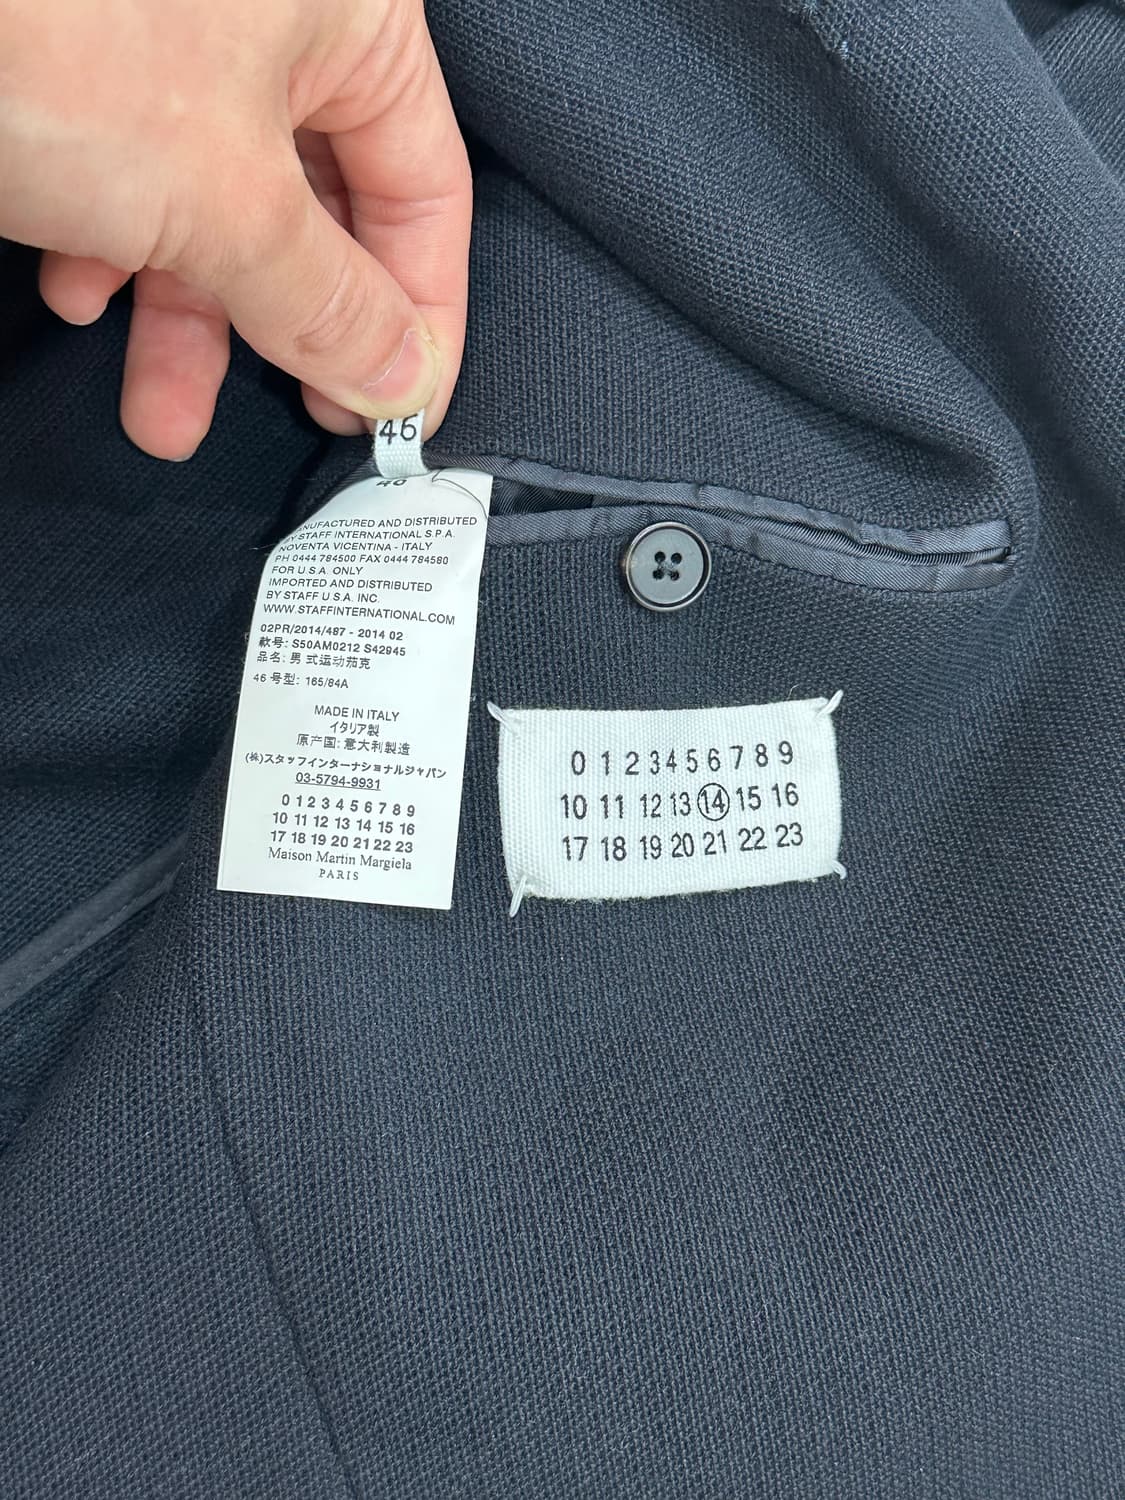 46
46
MANUFACTURED AND DISTRIBUTED
BY STAFF INTERNATIONAL S.P.A.
NOVENTA VICENTINA - ITALY
PH 0444 784500 FAX 0444 784580
FOR U.S.A. ONLY
IMPORTED AND DISTRIBUTED
BY STAFF U.S.A. INC.
WWW.STAFFINTERNATIONAL.COM
02PR/2014/487 - 2014 02
款号: S50AM0212 S42945
品名: 男式运动茄克
46 号型: 165/84A
MADE IN ITALY
イタリア製
原产国: 意大利製造
(株)スタッフインターナショナルジャパン
03-5794-9931
0 1 2 3 4 5 6 7 8 9
10 11 12 13 14 15 16
17 18 19 20 21 22 23
Maison Martin Margiela
PARIS
0 1 2 3 4 5 6 7 8 9
10 11 12 13 14 15 16
17 18 19 20 21 22 23